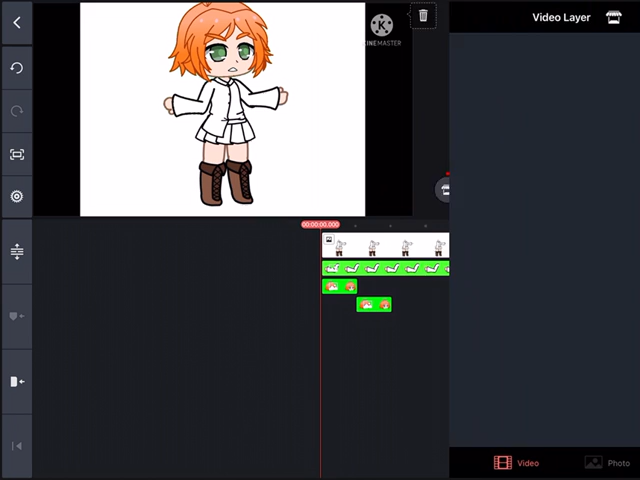 Video Layer
K
KINEMASTER
00:00:00.000
Video
Photo